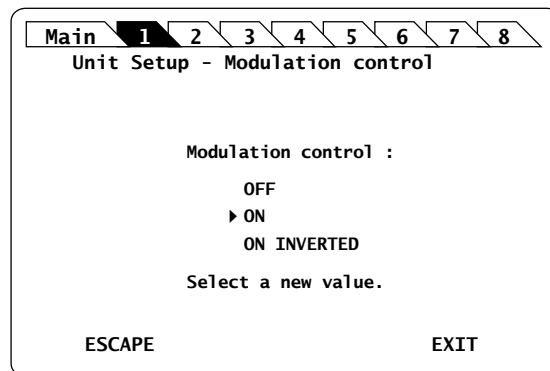 Main 1 2 3 4 5 6 7 8
Unit Setup - Modulation control
Modulation control :
OFF
ON
ON INVERTED
Select a new value.
ESCAPE EXIT